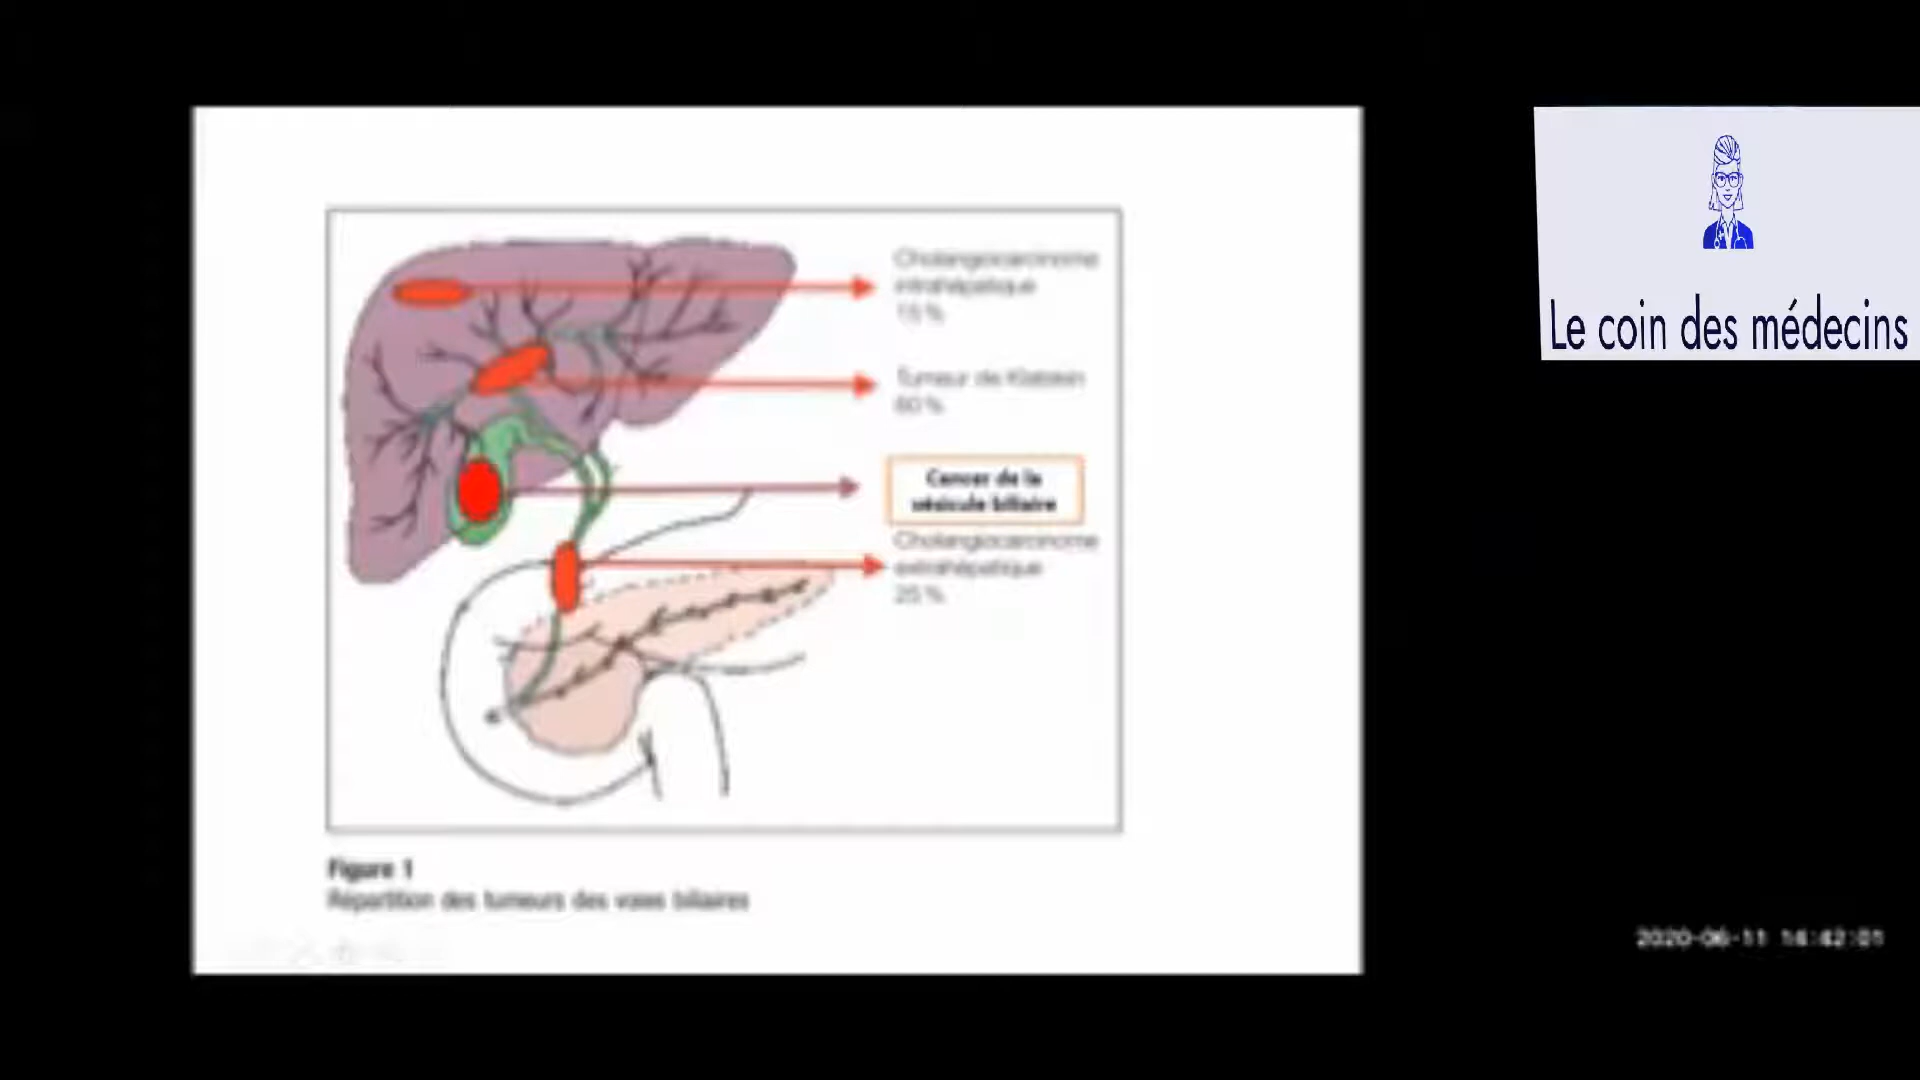 Cholangiocarcinome
intrahépatique
15 %
Tumeur de Klatskin
60 %
Cancer de la
vésicule biliaire
Cholangiocarcinome
extrahépatique
25 %
Figure 1
Répartition des tumeurs des voies biliaires
Le coin des médecins
2020-06-11 14:42:01